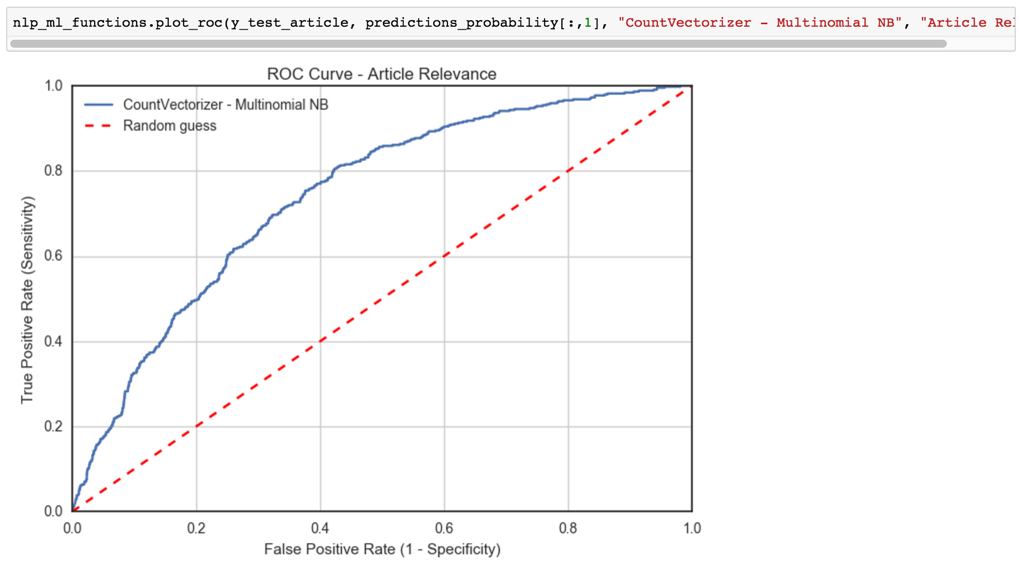 nlp_ml_functions.plot_roc(y_test_article, predictions_probability[:,1], "CountVectorizer - Multinomial NB", "Article
ROC Curve - Article Relevance
1.0
CountVectorizer - Multinomial NB
Random guess
0.8
0.6
0.4
0.2
0.0
True Positive Rate (Sensitivity)
0.0 0.2 0.4 0.6 0.8 1.0
False Positive Rate (1 - Specificity)